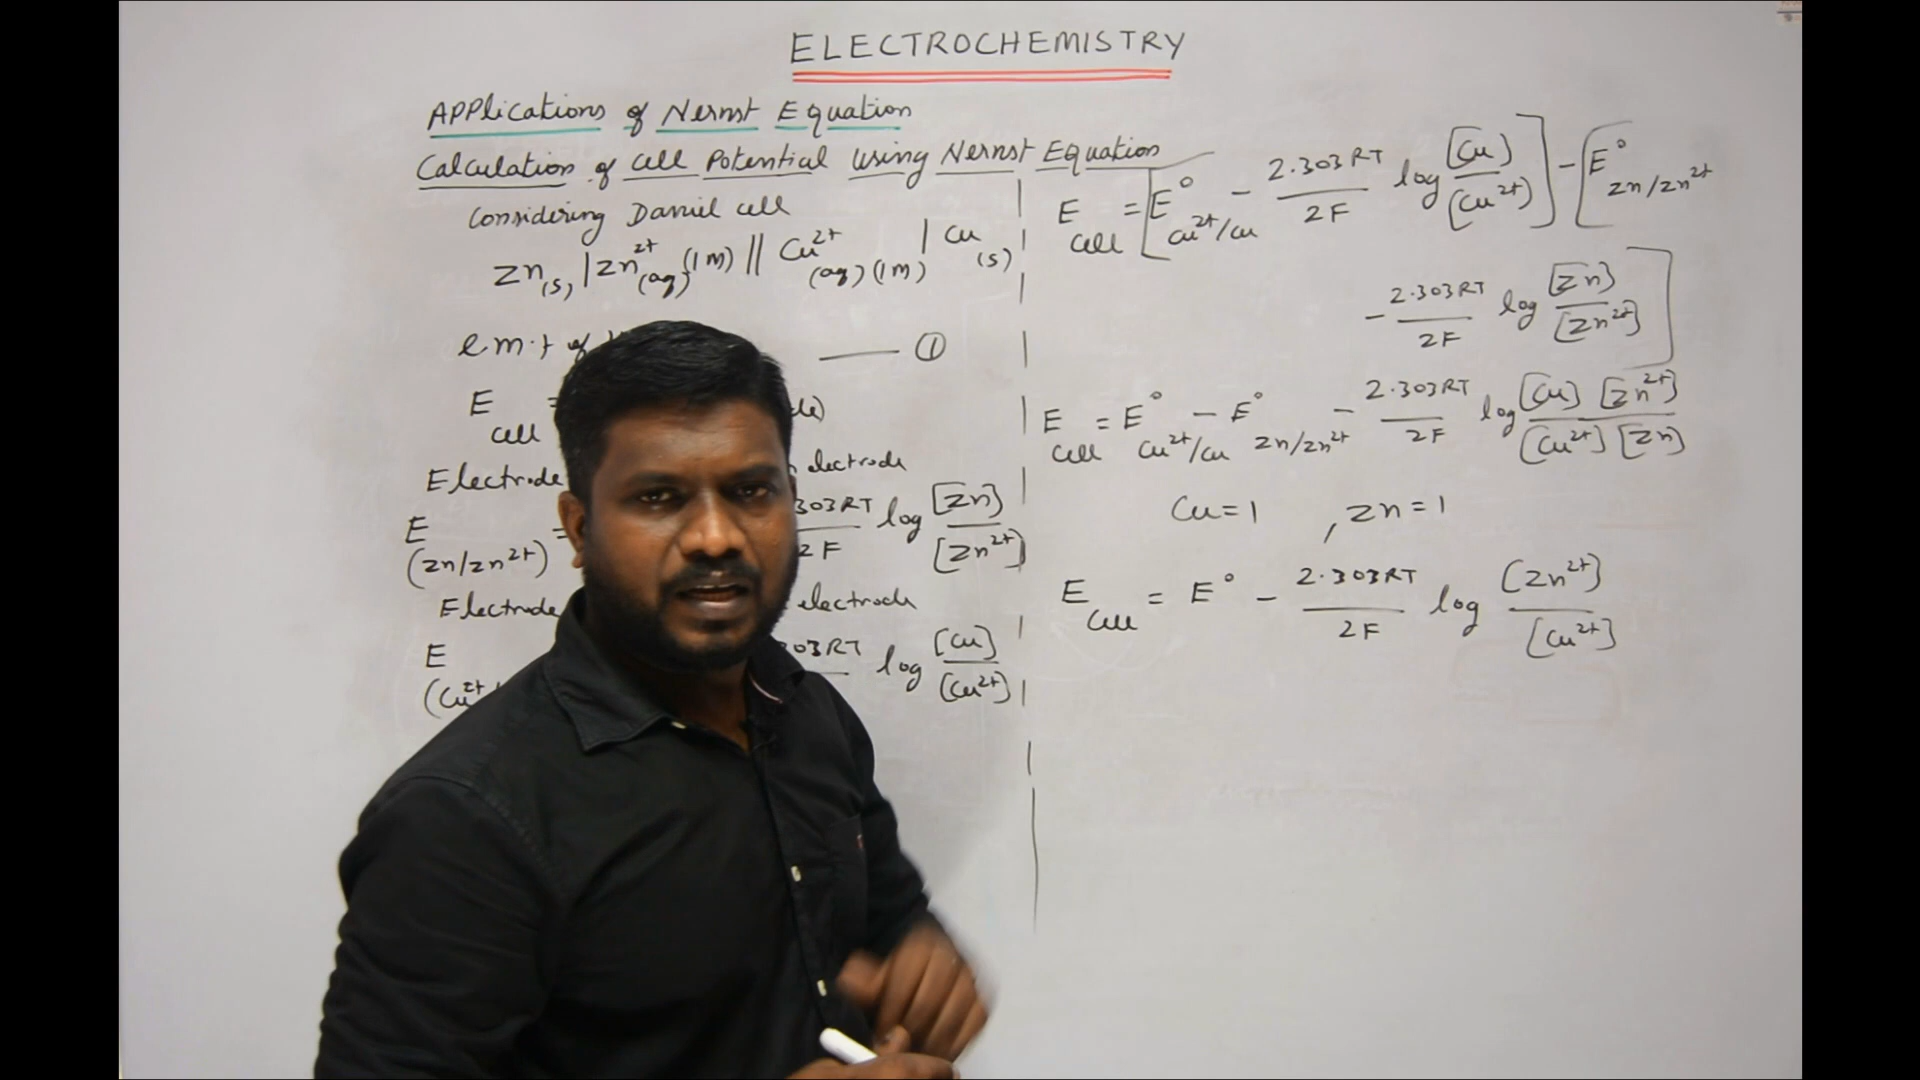 ELECTROCHEMISTRY
Applications of Nernst Equation
Calculation of cell Potential using Nernst Equation
Considering Daniel cell
Zn(s) | Zn²⁺(aq)(1M) || Cu²⁺(aq)(1M) | Cu(s)
e.m.f of ——— ①
E cell =
Electrode electrode
E (Zn/Zn²⁺) = 303RT / 2F log [Zn] / [Zn²⁺]
Electrode electrode
E (Cu²⁺/ 303RT log [Cu] / [Cu²⁺]
E cell = [E° Cu²⁺/Cu - 2.303RT / 2F log [Cu] / [Cu²⁺]] - [E° Zn/Zn²⁺
- 2.303RT / 2F log [Zn] / [Zn²⁺]]
E cell = E° Cu²⁺/Cu - E° Zn/Zn²⁺ - 2.303RT / 2F log [Cu] [Zn²⁺] / [Cu²⁺] [Zn]
Cu = 1 , Zn = 1
E cell = E° - 2.303RT / 2F log [Zn²⁺] / [Cu²⁺]